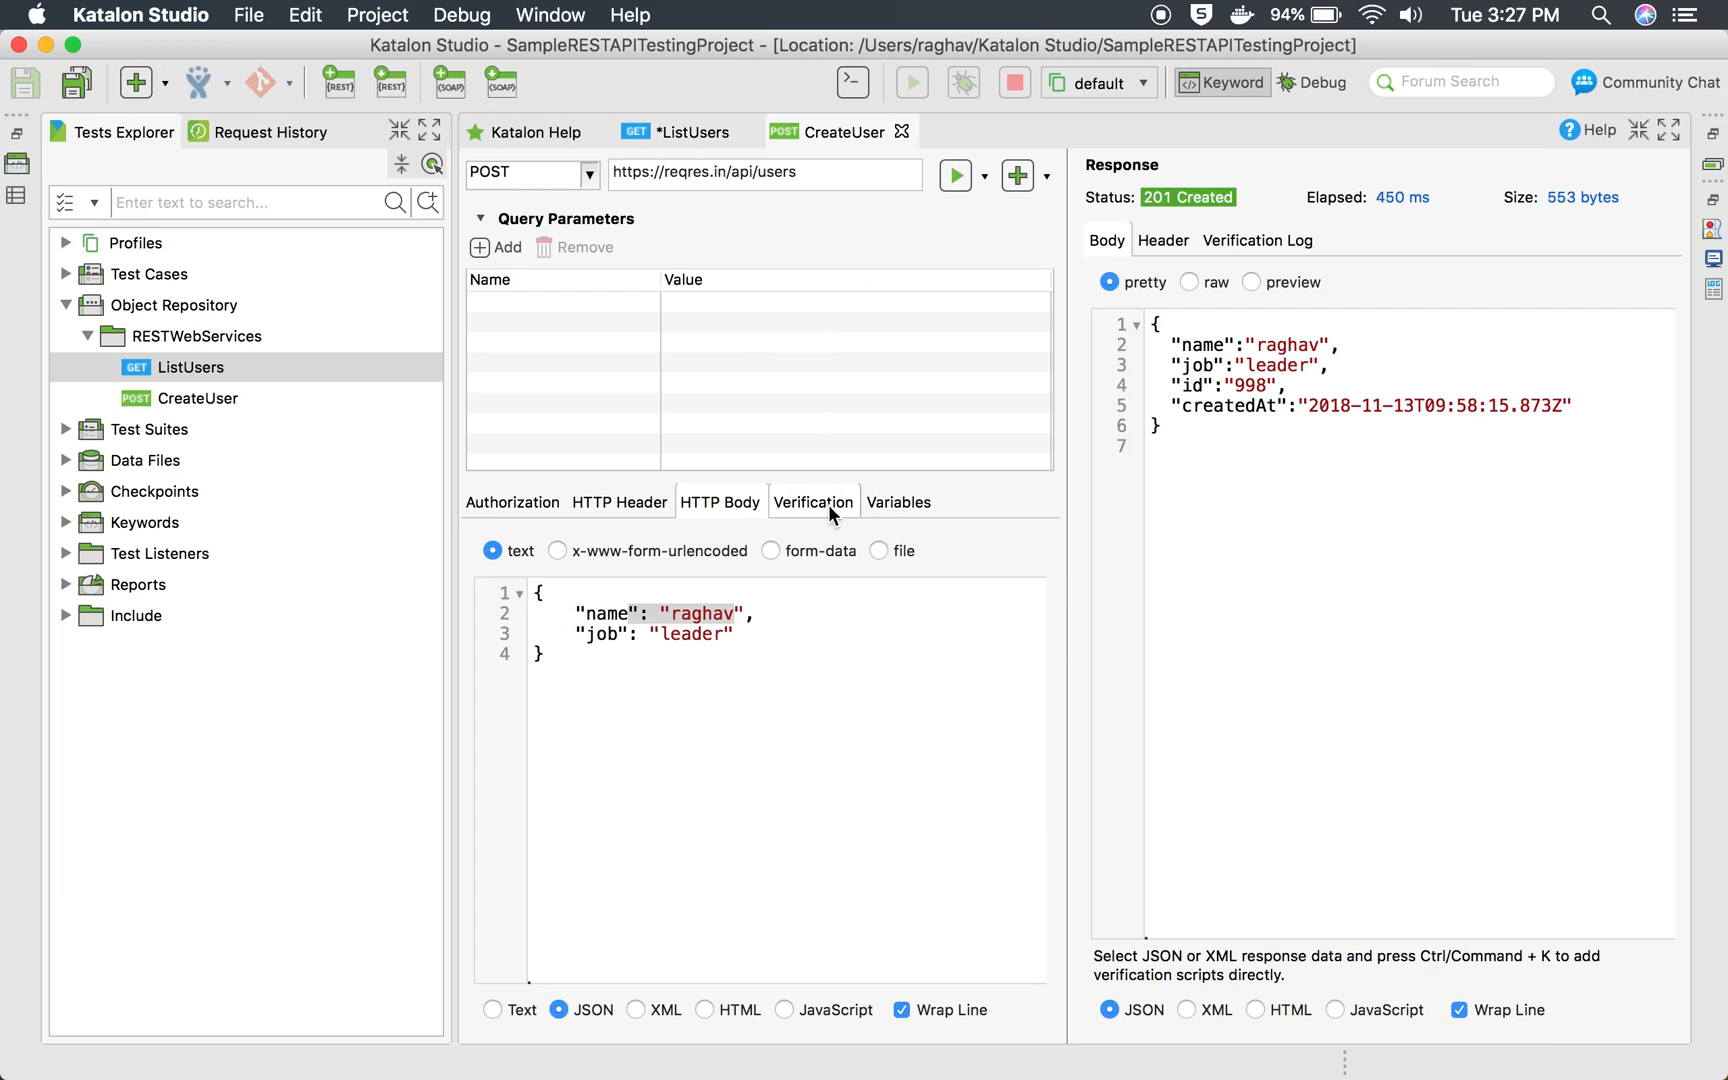 Katalon Studio File Edit Project Debug Window Help 94% Tue 3:27 PM
Katalon Studio - SampleRESTAPITestingProject - [Location: /Users/raghav/Katalon Studio/SampleRESTAPITestingProject]
{REST} {REST} {SOAP} {SOAP} default Keyword Debug Forum Search Community Chat
Tests Explorer Request History
Enter text to search...
Profiles
Test Cases
Object Repository
RESTWebServices
GET ListUsers
POST CreateUser
Test Suites
Data Files
Checkpoints
Keywords
Test Listeners
Reports
Include
Katalon Help GET *ListUsers POST CreateUser Help
POST https://reqres.in/api/users
Query Parameters
Add Remove
Name Value
Authorization HTTP Header HTTP Body Verification Variables
text x-www-form-urlencoded form-data file
1 {
2 "name": "raghav",
3 "job": "leader"
4 }
Text JSON XML HTML JavaScript Wrap Line
Response
Status: 201 Created Elapsed: 450 ms Size: 553 bytes
Body Header Verification Log
pretty raw preview
1 {
2 "name":"raghav",
3 "job":"leader",
4 "id":"998",
5 "createdAt":"2018-11-13T09:58:15.873Z"
6 }
7
Select JSON or XML response data and press Ctrl/Command + K to add
verification scripts directly.
JSON XML HTML JavaScript Wrap Line